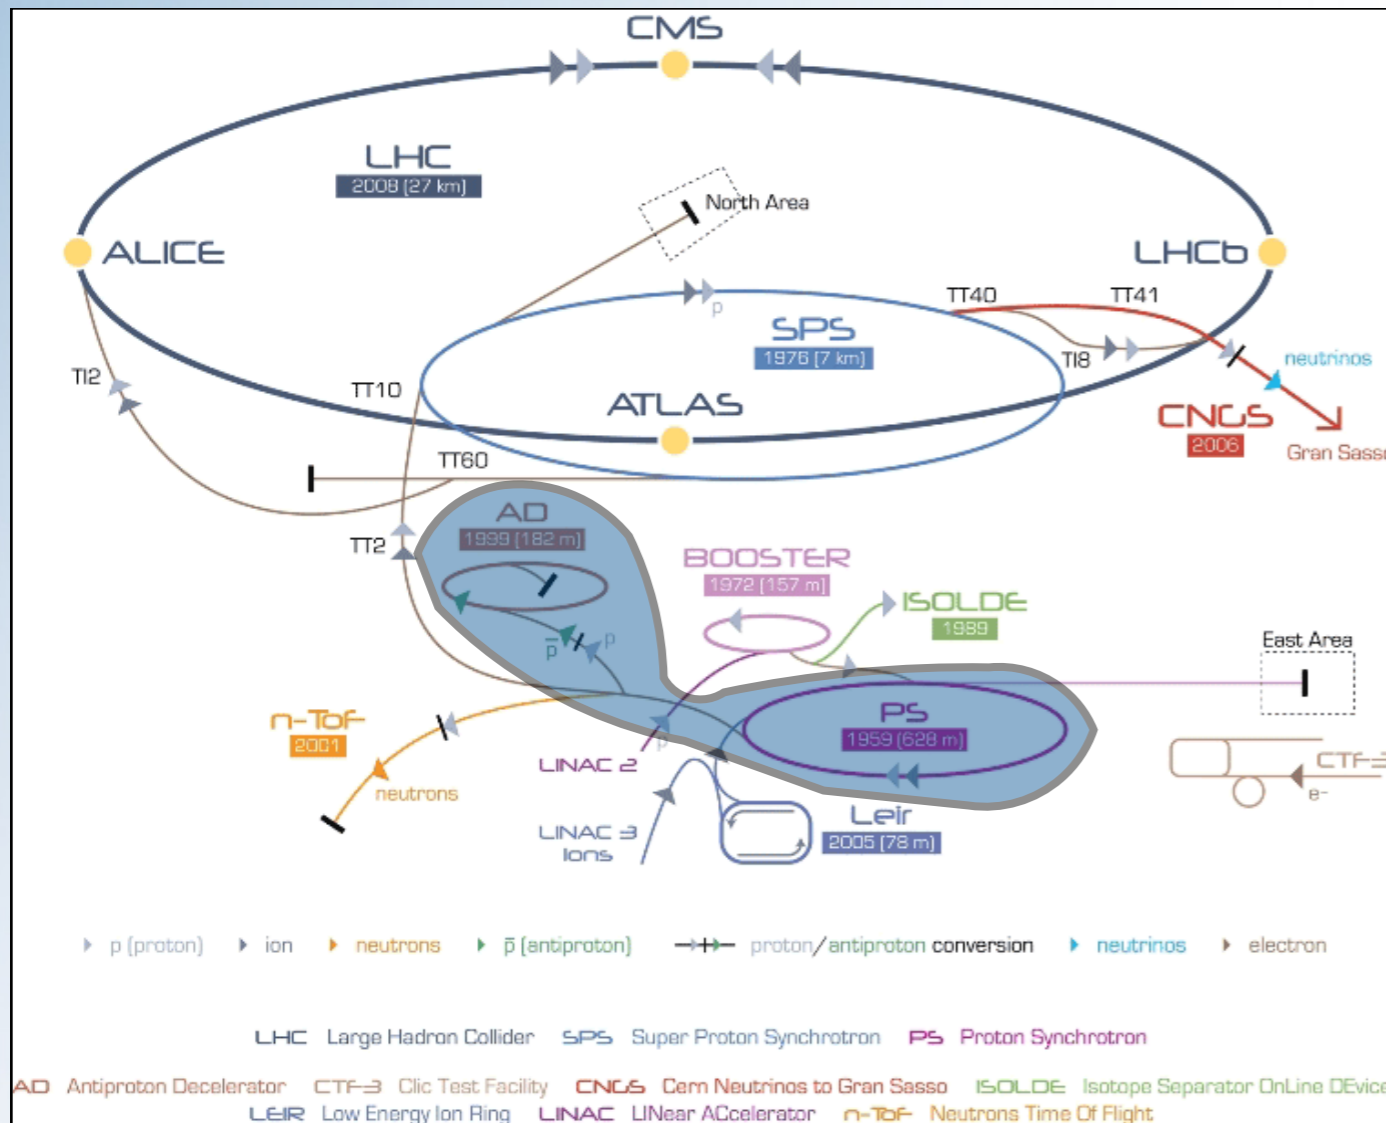 CMS
LHC
2008 (27 km)
North Area
ALICE
LHCb
TT40
TT41
p
SPS
1976 (7 km)
TI8
neutrinos
TI2
TT10
ATLAS
CNGS
2006
Gran Sasso
TT60
AD
1999 (182 m)
TT2
BOOSTER
1972 (157 m)
ISOLDE
1989
East Area
p̅
p
n-ToF
2001
PS
1959 (628 m)
p
LINAC 2
neutrons
CTF-3
e-
LINAC 3
Ions
Leir
2005 (78 m)
p (proton) ion neutrons p̅ (antiproton) proton/antiproton conversion neutrinos electron
LHC Large Hadron Collider SPS Super Proton Synchrotron PS Proton Synchrotron
AD Antiproton Decelerator CTF-3 Clic Test Facility CNGS Cern Neutrinos to Gran Sasso ISOLDE Isotope Separator OnLine DEvice
LEIR Low Energy Ion Ring LINAC LINear ACcelerator n-ToF Neutrons Time Of Flight